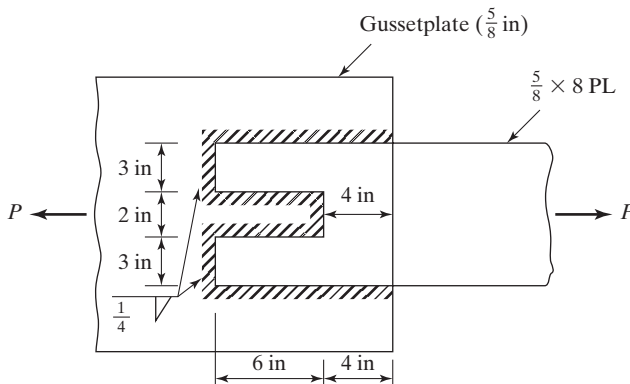 Gussetplate (5/8 in)
5/8 × 8 PL
3 in
4 in
P
2 in
P
3 in
1/4
6 in
4 in